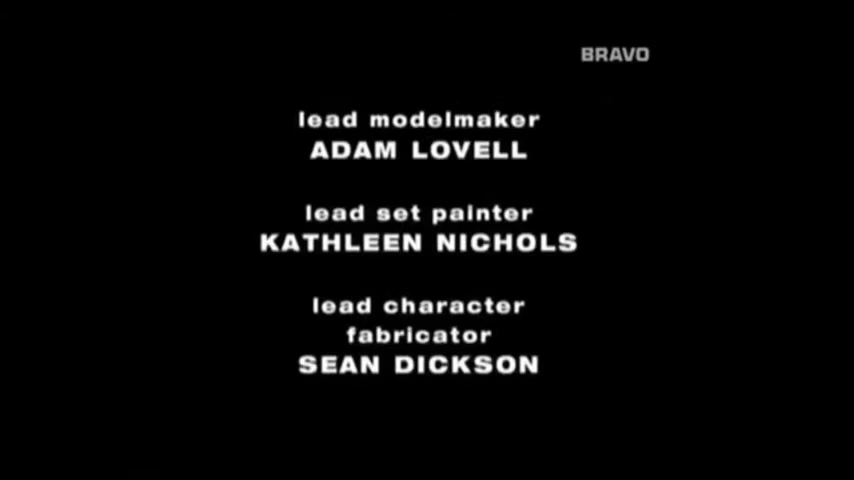 BRAVO
lead modelmaker
ADAM LOVELL
lead set painter
KATHLEEN NICHOLS
lead character
fabricator
SEAN DICKSON